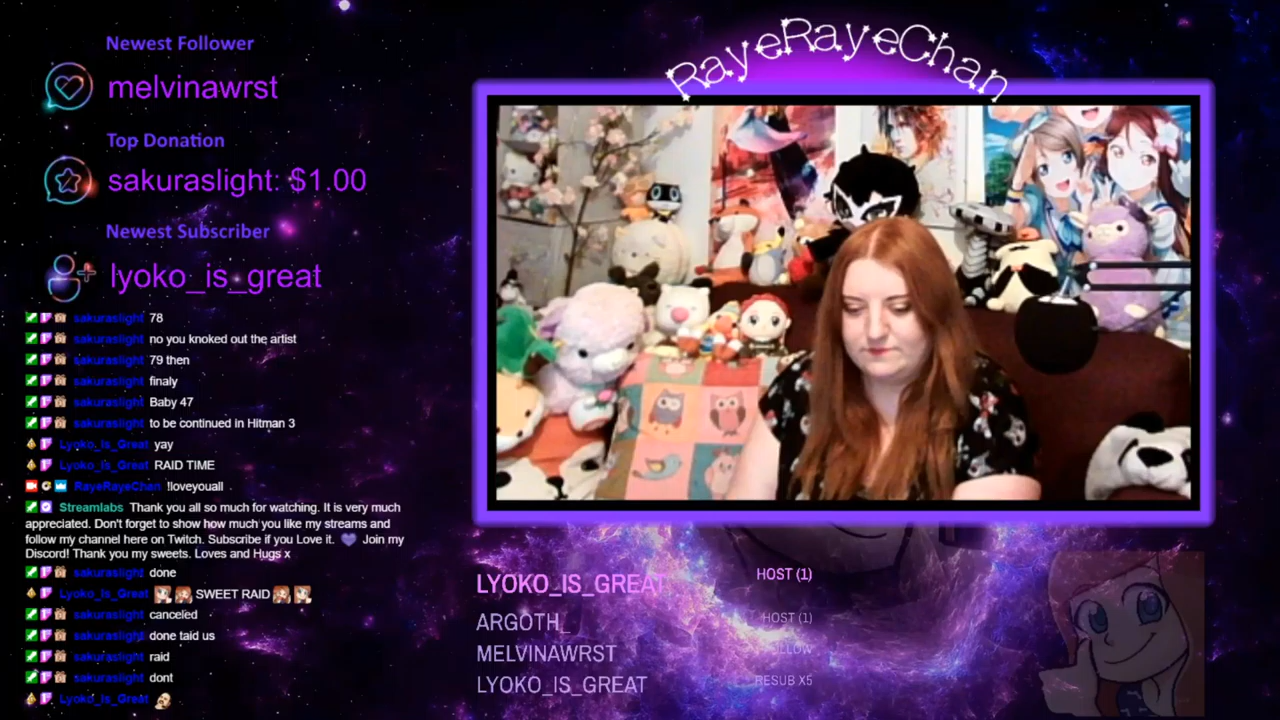 Newest Follower
melvinawrst
Top Donation
sakuraslight: $1.00
Newest Subscriber
lyoko_is_great
sakuraslight 78
sakuraslight no you knoked out the artist
sakuraslight 79 then
sakuraslight finaly
sakuraslight Baby 47
sakuraslight to be continued in Hitman 3
Lyoko_Is_Great yay
Lyoko_Is_Great RAID TIME
RayeRayeChan !loveyouall
Streamlabs Thank you all so much for watching. It is very much
appreciated. Don't forget to show how much you like my streams and
follow my channel here on Twitch. Subscribe if you Love it. 💜 Join my
Discord! Thank you my sweets. Loves and Hugs x
sakuraslight done
Lyoko_Is_Great SWEET RAID
sakuraslight canceled
sakuraslight done taid us
sakuraslight raid
sakuraslight dont
Lyoko_Is_Great
RayeRayeChan
LYOKO_IS_GREAT HOST (1)
ARGOTH_ HOST (1)
MELVINAWRST FOLLOW
LYOKO_IS_GREAT RESUB X5